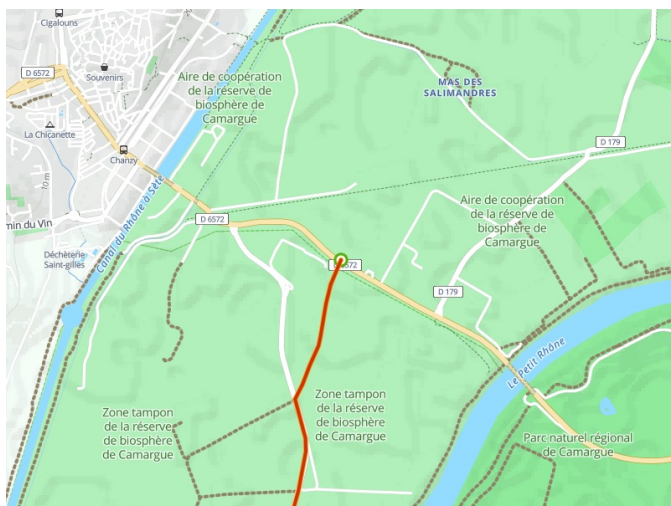 Cigalouns
D 6572
Souvenirs
Aire de coopération
de la réserve de
biosphère de
Camargue
MAS DES
SALIMANDRES
La Chicanette
Chanzy
D 179
10 m
Canal du Rhône à Sète
Aire de coopération
de la réserve de
biosphère de
Camargue
min du Vin
D 6572
Déchèterie
Saint-gilles
6572
D 179
Le Petit Rhône
Zone tampon
de la réserve
de biosphère
de Camargue
Zone tampon
de la réserve
de biosphère
de Camargue
Parc naturel régional
de Camargue